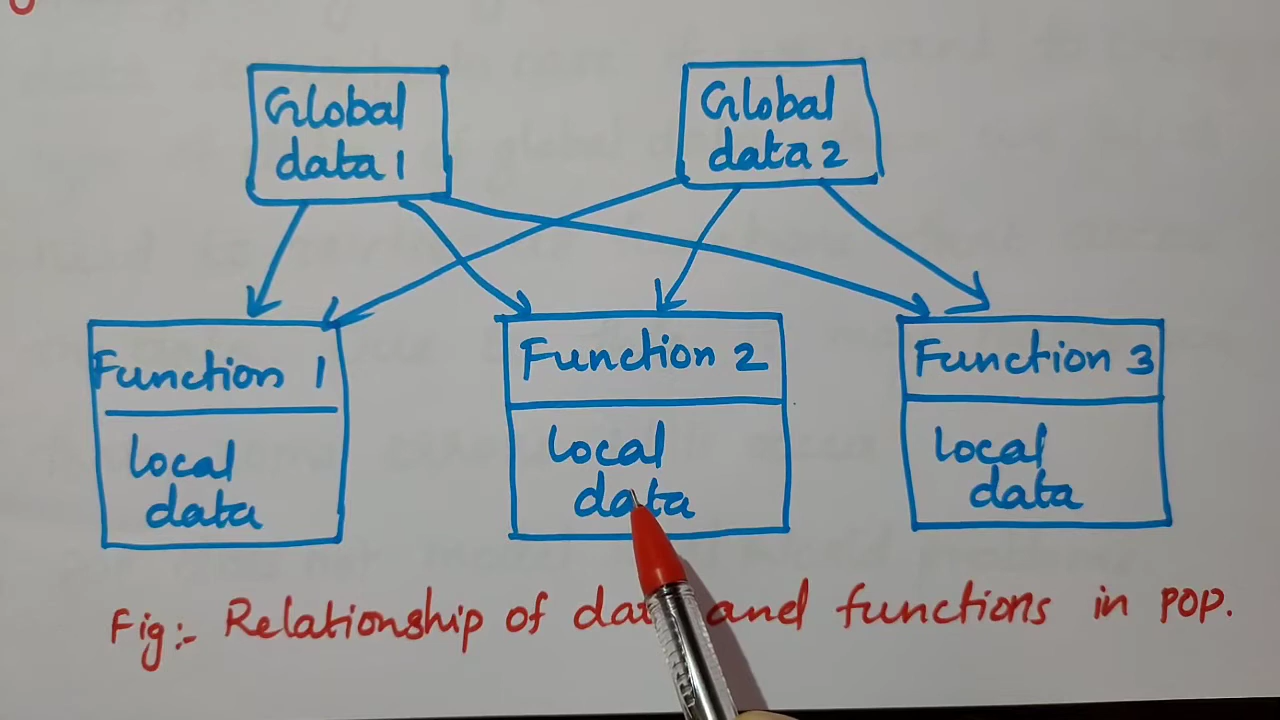 Global
data 1
Global
data 2
Function 1
local
data
Function 2
local
data
Function 3
local
data
Fig:- Relationship of and functions in POP.